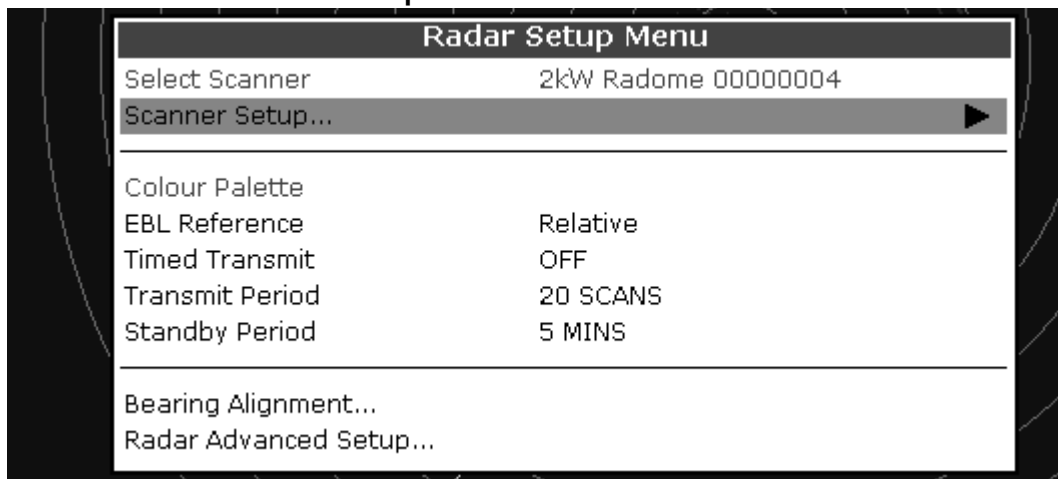 Radar Setup Menu
Select Scanner 2kW Radome 00000004
Scanner Setup...
Colour Palette
EBL Reference Relative
Timed Transmit OFF
Transmit Period 20 SCANS
Standby Period 5 MINS
Bearing Alignment...
Radar Advanced Setup...